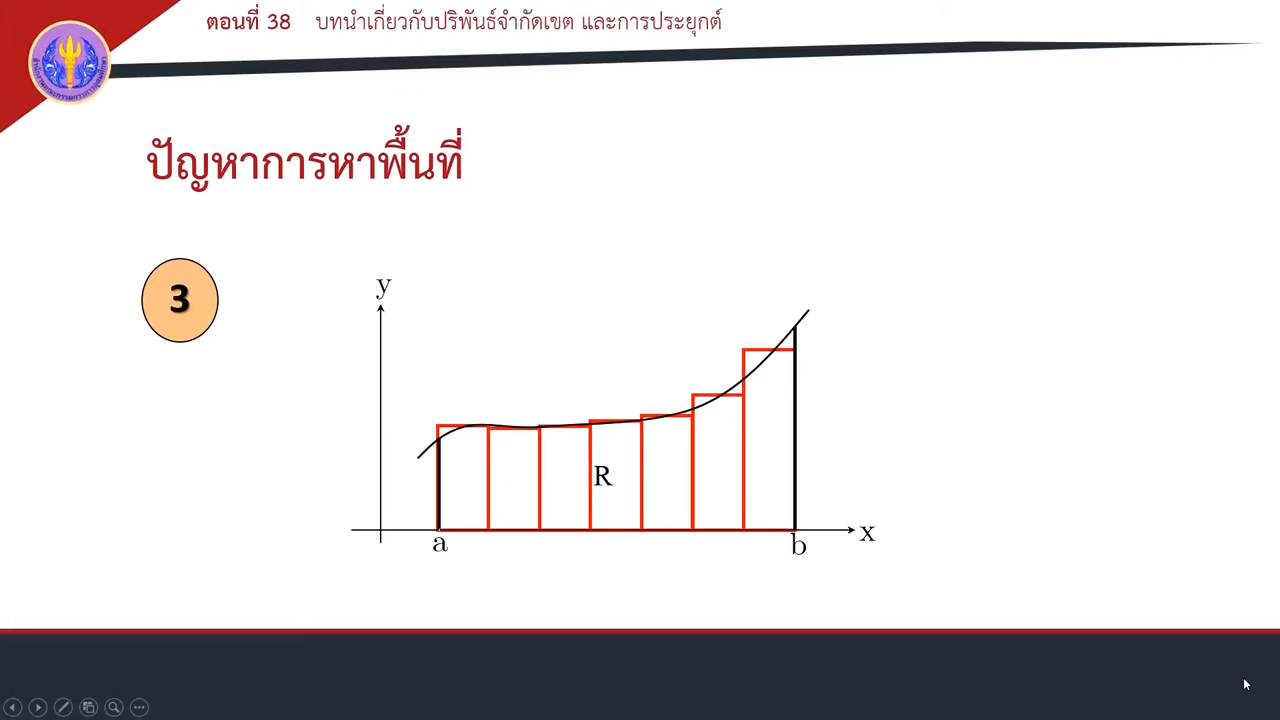 ตอนที่ 38 บทนำเกี่ยวกับปริพันธ์จำกัดเขต และการประยุกต์
ปัญหาการหาพื้นที่
3
y
R
a
b
x